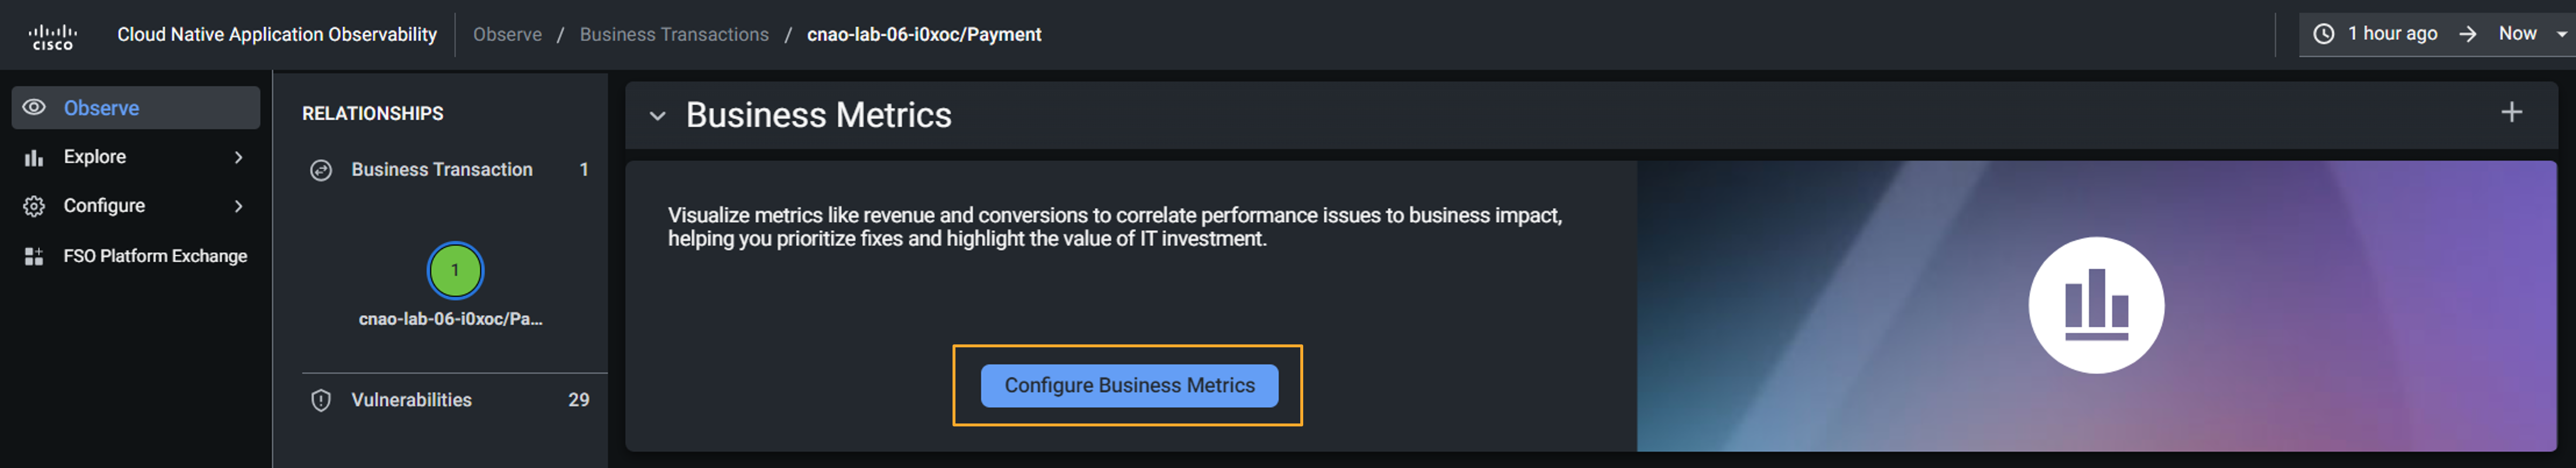 cisco
Cloud Native Application Observability
Observe / Business Transactions / cnao-lab-06-i0xoc/Payment
1 hour ago → Now
Observe
Explore
Configure
FSO Platform Exchange
RELATIONSHIPS
Business Transaction 1
1
cnao-lab-06-i0xoc/Pa...
Vulnerabilities 29
Business Metrics
Visualize metrics like revenue and conversions to correlate performance issues to business impact,
helping you prioritize fixes and highlight the value of IT investment.
Configure Business Metrics